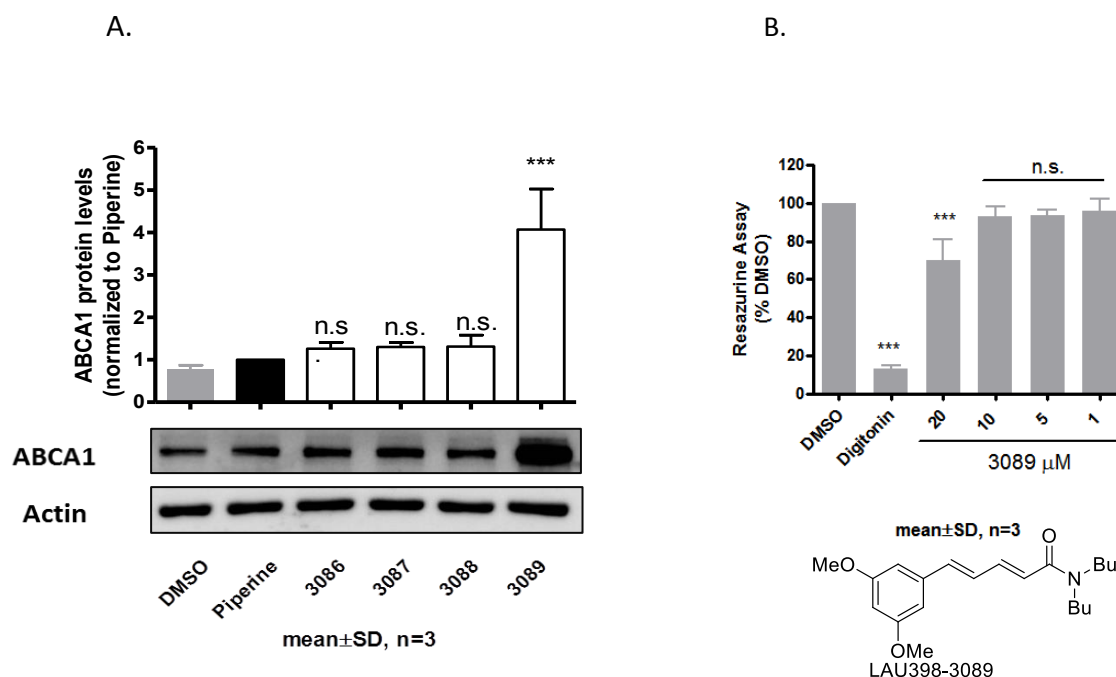 A.
ABCA1 protein levels
(normalized to Piperine)
6
5
4
3
2
1
0
n.s
n.s.
n.s.
***
ABCA1
Actin
DMSO
Piperine
3086
3087
3088
3089
mean±SD, n=3
B.
Resazurine Assay
(% DMSO)
120
100
80
60
40
20
0
***
***
n.s.
DMSO
Digitonin
20
10
5
1
3089 μM
mean±SD, n=3
MeO
O
N
Bu
Bu
OMe
LAU398-3089